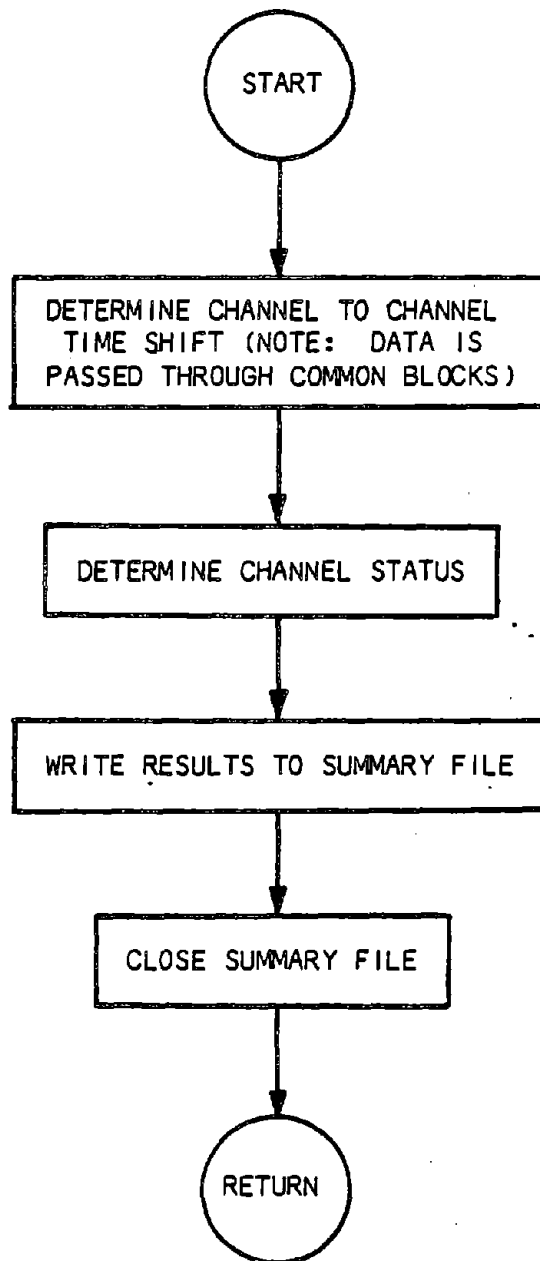 START
DETERMINE CHANNEL TO CHANNEL
TIME SHIFT (NOTE: DATA IS
PASSED THROUGH COMMON BLOCKS)
DETERMINE CHANNEL STATUS
WRITE RESULTS TO SUMMARY FILE
CLOSE SUMMARY FILE
RETURN